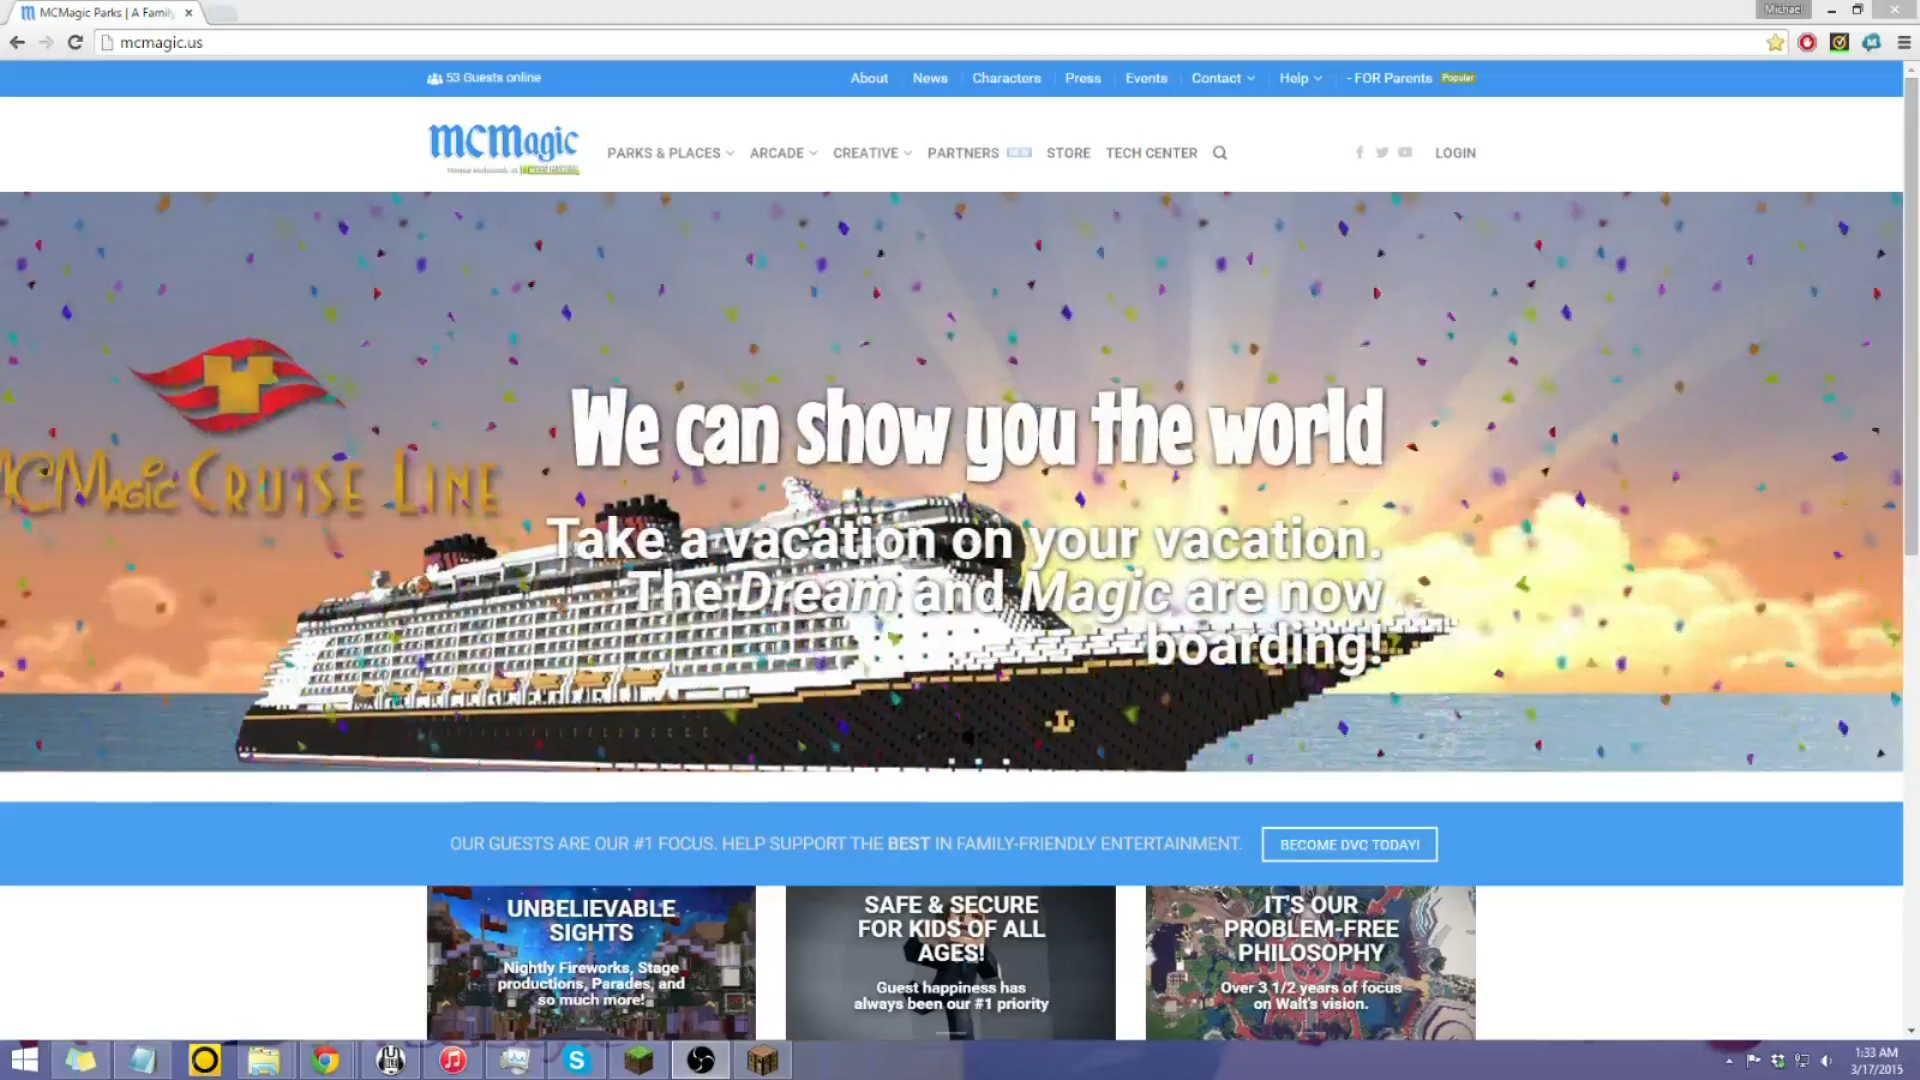 MCMagic Parks | A Family
Michael
mcmagic.us
53 Guests online
About
News
Characters
Press
Events
Contact
Help
- FOR Parents
Popular
MCMagic
PARKS & PLACES
ARCADE
CREATIVE
PARTNERS
NEW
STORE
TECH CENTER
LOGIN
MCMagic Cruise Line
We can show you the world
Take a vacation on your vacation.
The Dream and Magic are now
boarding!
OUR GUESTS ARE OUR #1 FOCUS. HELP SUPPORT THE BEST IN FAMILY-FRIENDLY ENTERTAINMENT.
BECOME DVC TODAY!
UNBELIEVABLE
SIGHTS
Nightly Fireworks, Stage
productions, Parades, and
so much more!
SAFE & SECURE
FOR KIDS OF ALL
AGES!
Guest happiness has
always been our #1 priority
IT'S OUR
PROBLEM-FREE
PHILOSOPHY
Over 3 1/2 years of focus
on Walt's vision.
1:33 AM
3/17/2015